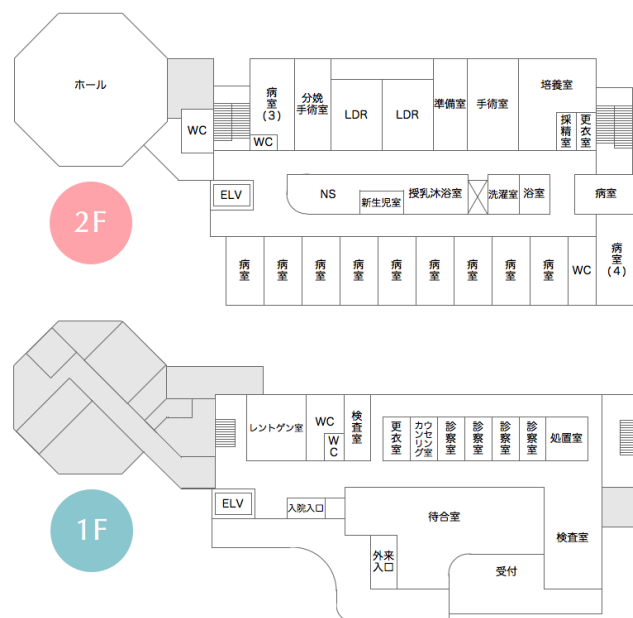 ホール
WC
病室(3)
WC
分娩手術室
LDR
LDR
準備室
手術室
培養室
採精室
更衣室
ELV
NS
新生児室
授乳沐浴室
洗濯室
浴室
病室
2F
病室
病室
病室
病室
病室
病室
病室
病室
病室
WC
病室(4)
レントゲン室
WC
WC
検査室
更衣室
カウンセリング室
診察室
診察室
診察室
診察室
処置室
ELV
入院入口
待合室
1F
外来入口
受付
検査室